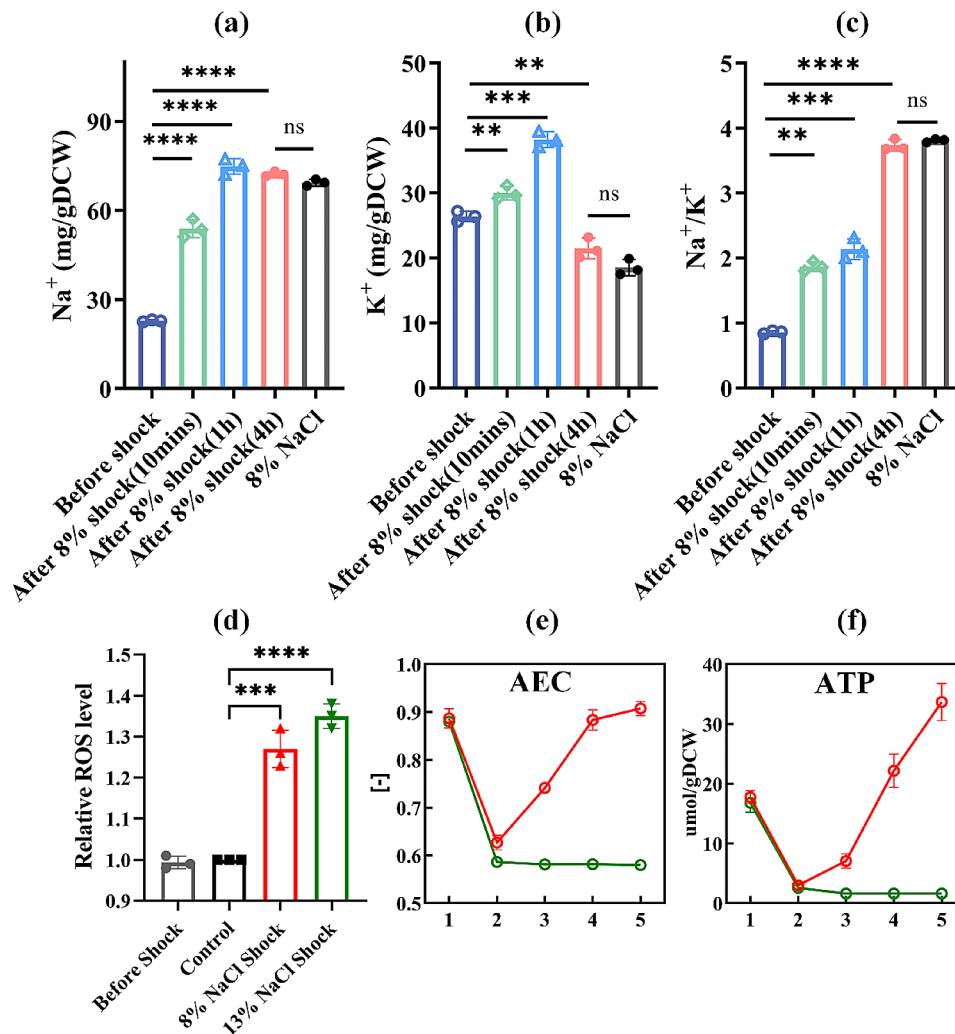 (a)
Na⁺ (mg/gDCW)
90
60
30
0
****
****
****
ns
Before shock
After 8% shock(10mins)
After 8% shock(1h)
After 8% shock(4h)
8% NaCl
(b)
K⁺ (mg/gDCW)
50
40
30
20
10
0
**
***
**
ns
Before shock
After 8% shock(10mins)
After 8% shock(1h)
After 8% shock(4h)
8% NaCl
(c)
Na⁺/K⁺
5
4
3
2
1
0
****
***
**
ns
Before shock
After 8% shock(10mins)
After 8% shock(1h)
After 8% shock(4h)
8% NaCl
(d)
Relative ROS level
1.5
1.4
1.3
1.2
1.1
1.0
0.9
****
***
Before Shock
Control
8% NaCl Shock
13% NaCl Shock
(e)
AEC
[-]
1.0
0.9
0.8
0.7
0.6
0.5
1 2 3 4 5
(f)
ATP
umol/gDCW
40
30
20
10
0
1 2 3 4 5